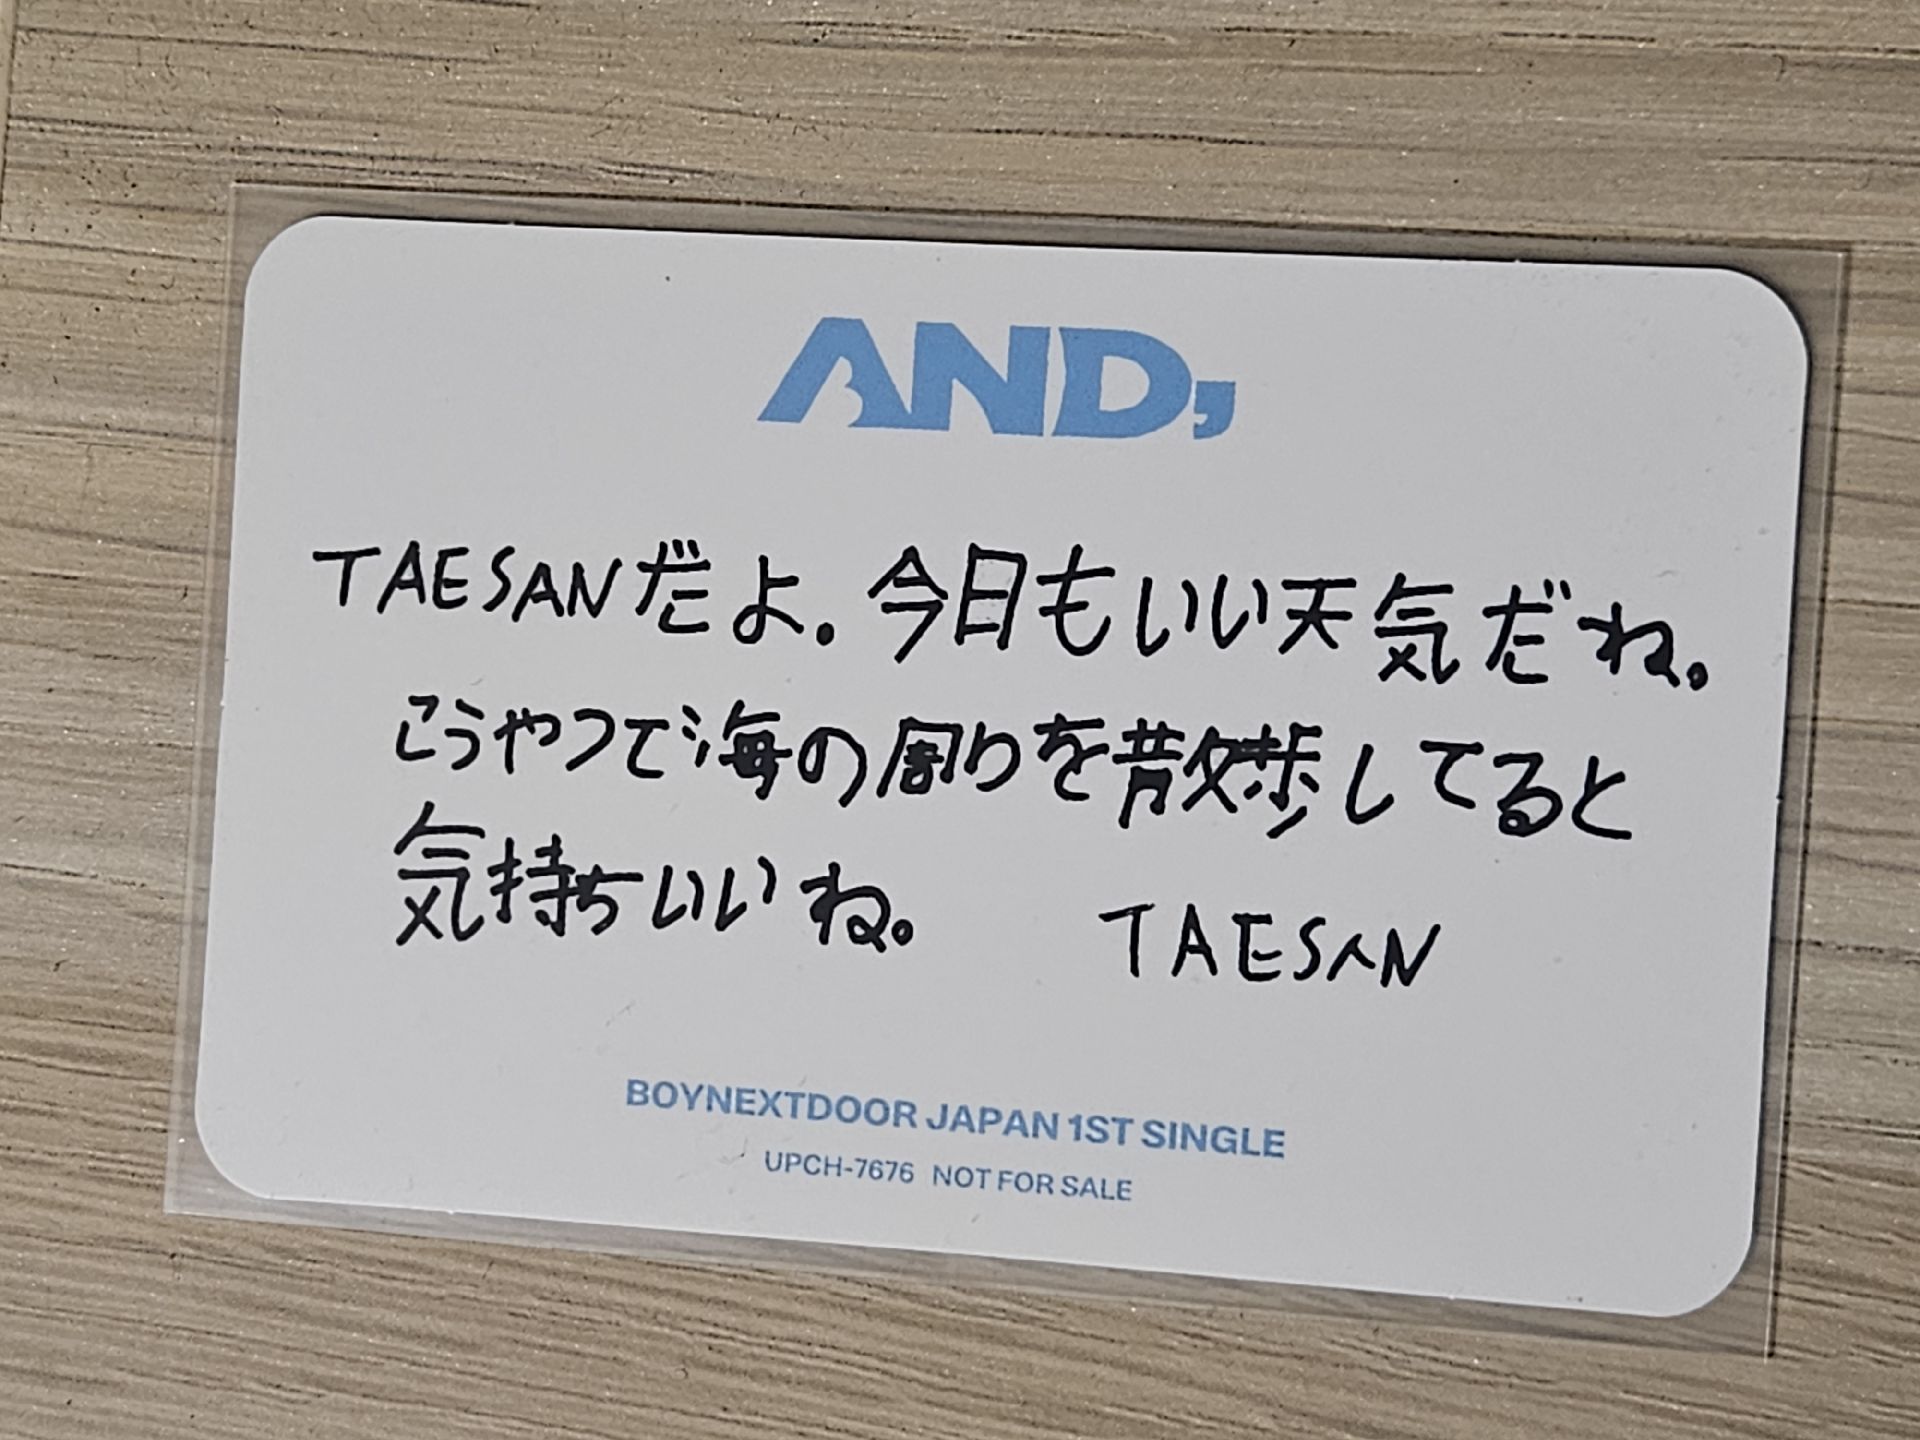 AND,
TAESANだよ。今日もいい天気だね。
こうやって海の周りを散歩してると
気持ちいいね。 TAESAN
BOYNEXTDOOR JAPAN 1ST SINGLE
UPCH-7676 NOT FOR SALE